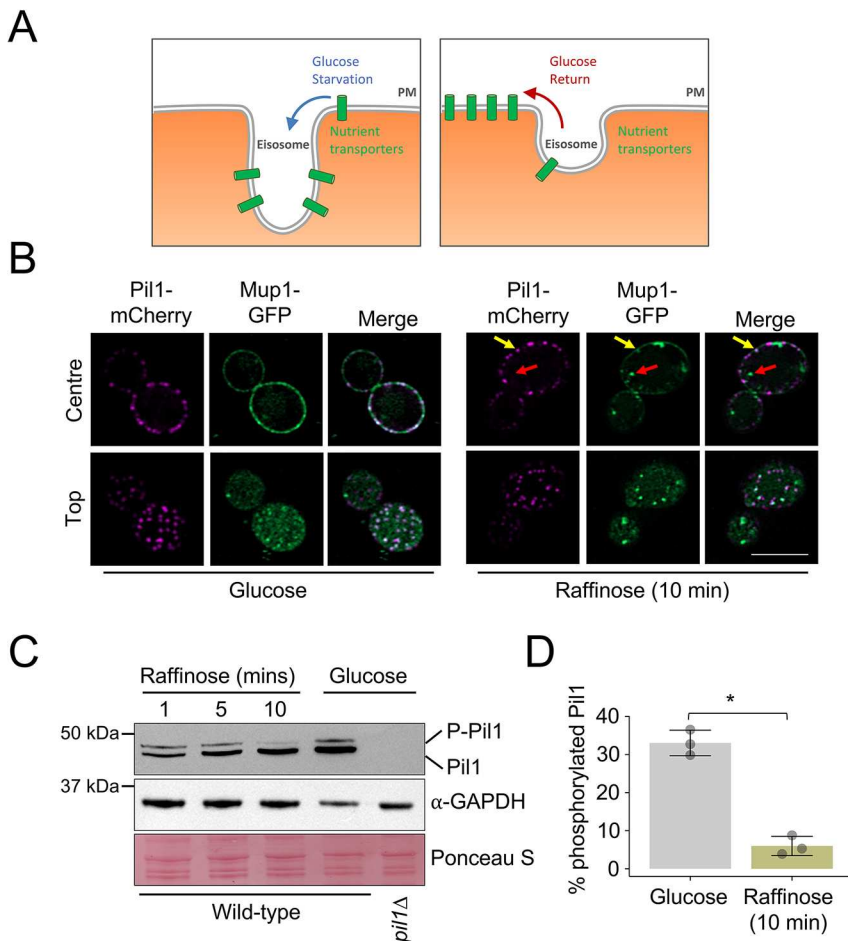 A
Glucose
Starvation
PM
Eisosome
Nutrient
transporters
Glucose
Return
PM
Eisosome
Nutrient
transporters
B
Pil1-
mCherry
Mup1-
GFP
Merge
Pil1-
mCherry
Mup1-
GFP
Merge
Centre
Top
Glucose
Raffinose (10 min)
C
Raffinose (mins)
Glucose
1 5 10
50 kDa
P-Pil1
Pil1
37 kDa
α-GAPDH
Ponceau S
Wild-type
pil1Δ
D
*
% phosphorylated Pil1
40
30
20
10
0
Glucose
Raffinose
(10 min)